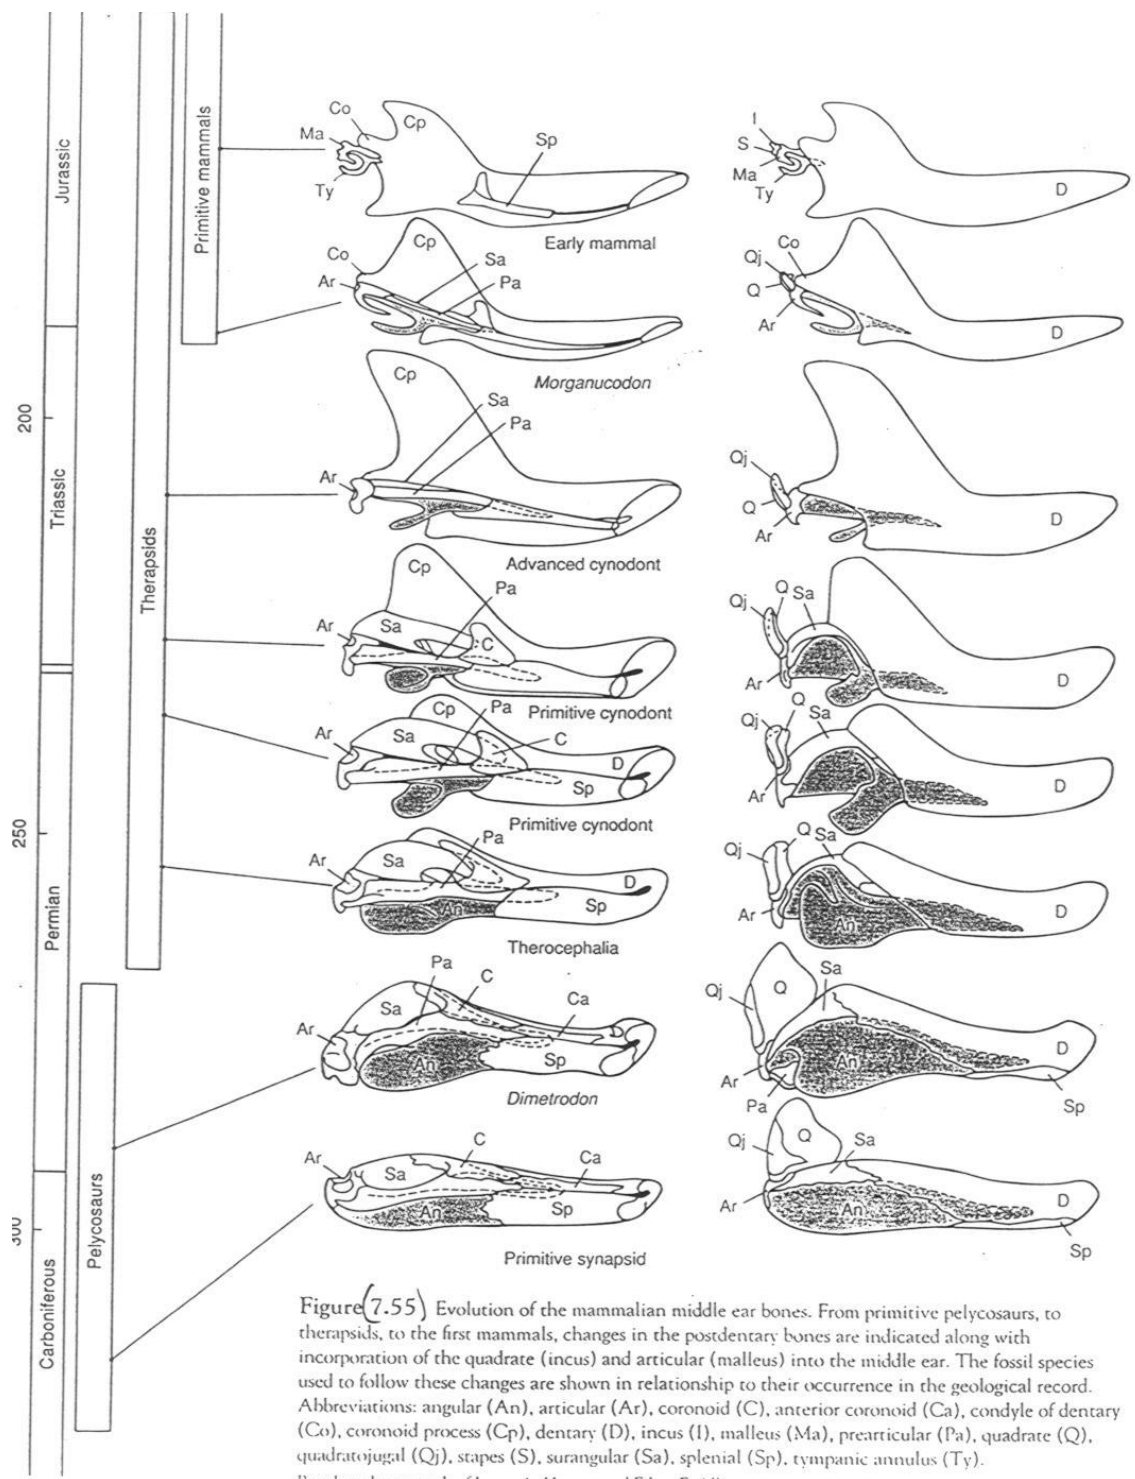 Jurassic
Primitive mammals
200
Triassic
Therapsids
250
Permian
Pelycosaurs
Carboniferous
Co
Cp
Ma
Sp
Ty
Early mammal
I
S
Ma
Ty
D
Co
Cp
Sa
Ar
Pa
Morganucodon
Qj
Co
Q
Ar
D
Cp
Sa
Pa
Ar
Advanced cynodont
Qj
Q
Ar
D
Cp
Pa
Ar
Sa
C
Primitive cynodont
Q
Qj
Sa
Ar
D
Cp
Pa
Ar
Sa
C
D
Sp
Primitive cynodont
Qj
Q
Sa
Ar
D
Pa
Ar
Sa
D
An
Sp
Therocephalia
Q
Sa
Qj
Ar
An
D
Pa
C
Sa
Ca
Ar
An
Sp
Dimetrodon
Sa
Qj
Q
An
D
Ar
Pa
Sp
C
Ar
Sa
Ca
An
Sp
Primitive synapsid
Qj
Q
Sa
Ar
An
D
Sp
Figure (7.55) Evolution of the mammalian middle ear bones. From primitive pelycosaurs, to
therapsids, to the first mammals, changes in the postdentary bones are indicated along with
incorporation of the quadrate (incus) and articular (malleus) into the middle ear. The fossil species
used to follow these changes are shown in relationship to their occurrence in the geological record.
Abbreviations: angular (An), articular (Ar), coronoid (C), anterior coronoid (Ca), condyle of dentary
(Co), coronoid process (Cp), dentary (D), incus (I), malleus (Ma), prearticular (Pa), quadrate (Q),
quadratojugal (Qj), stapes (S), surangular (Sa), splenial (Sp), tympanic annulus (Ty).